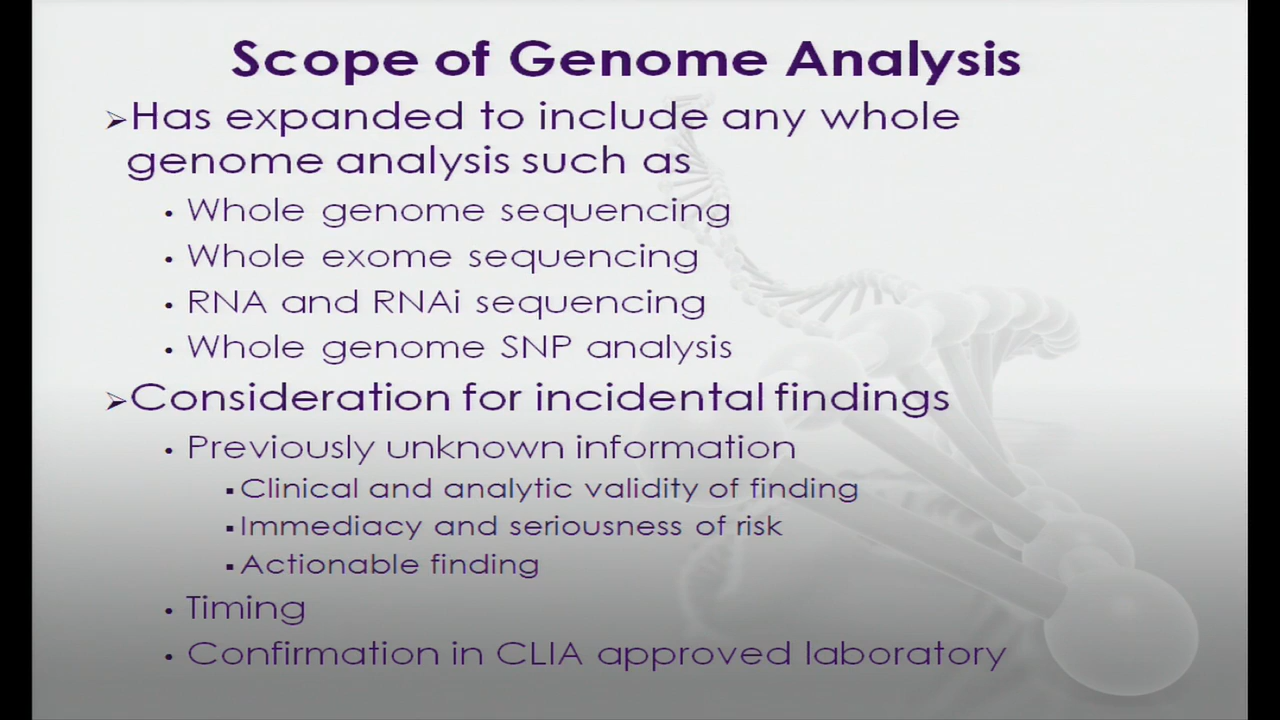 Scope of Genome Analysis
➢Has expanded to include any whole
genome analysis such as
• Whole genome sequencing
• Whole exome sequencing
• RNA and RNAi sequencing
• Whole genome SNP analysis
➢Consideration for incidental findings
• Previously unknown information
▪Clinical and analytic validity of finding
▪Immediacy and seriousness of risk
▪Actionable finding
• Timing
• Confirmation in CLIA approved laboratory